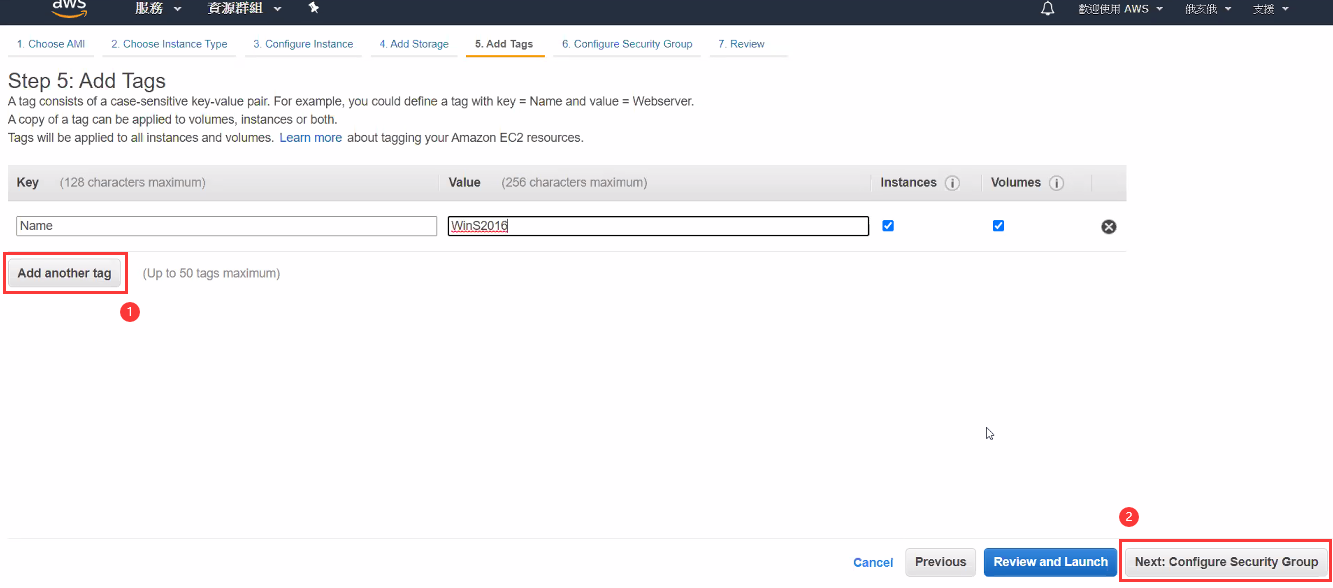 aws 服務 資源群組 歡迎使用 AWS 俄亥俄 支援
1. Choose AMI 2. Choose Instance Type 3. Configure Instance 4. Add Storage 5. Add Tags 6. Configure Security Group 7. Review
Step 5: Add Tags
A tag consists of a case-sensitive key-value pair. For example, you could define a tag with key = Name and value = Webserver.
A copy of a tag can be applied to volumes, instances or both.
Tags will be applied to all instances and volumes. Learn more about tagging your Amazon EC2 resources.
Key (128 characters maximum) Value (256 characters maximum) Instances i Volumes i
Name WinS2016
Add another tag (Up to 50 tags maximum)
1
2
Cancel Previous Review and Launch Next: Configure Security Group